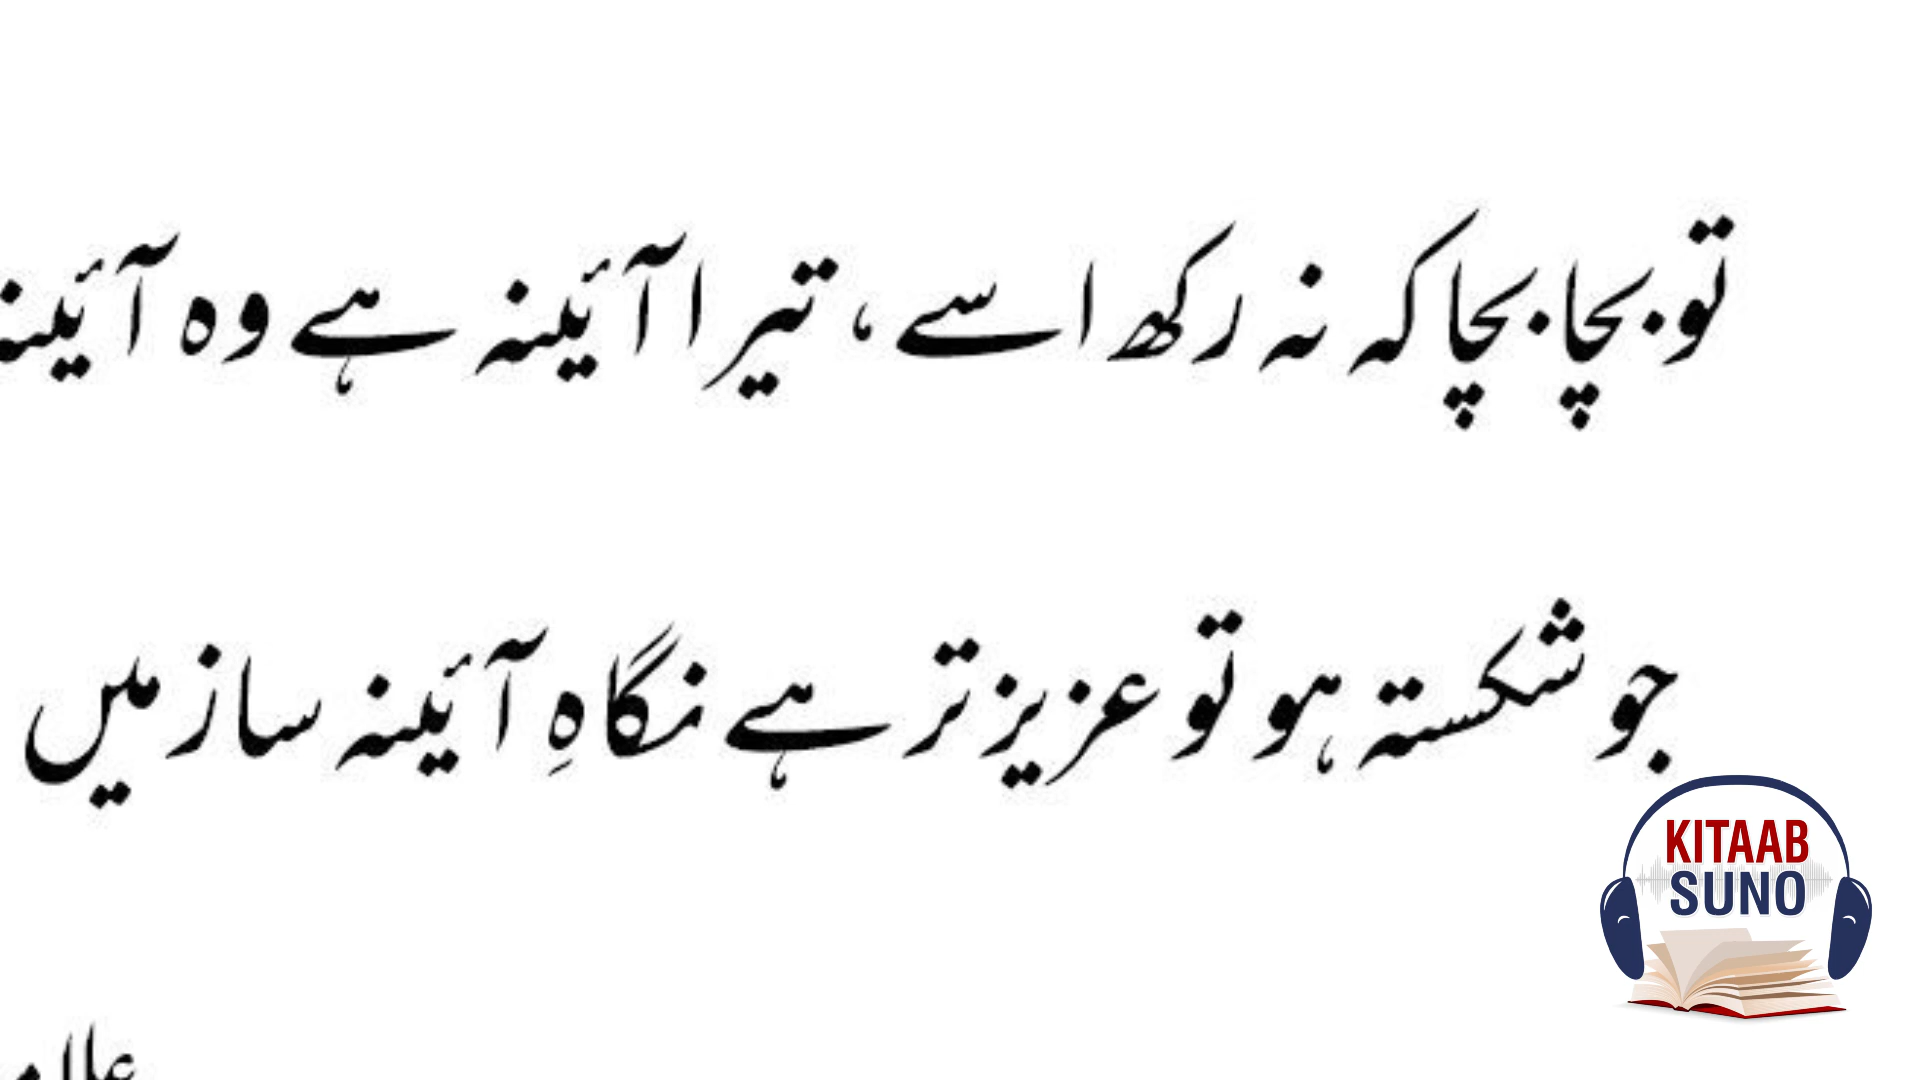 تو بچا بچا کہ نہ رکھ اسے ، تیرا آئینہ ہے وہ آئینہ
جو شکستہ ہو تو عزیز تر ہے نگاہِ آئینہ ساز میں
KITAAB
SUNO